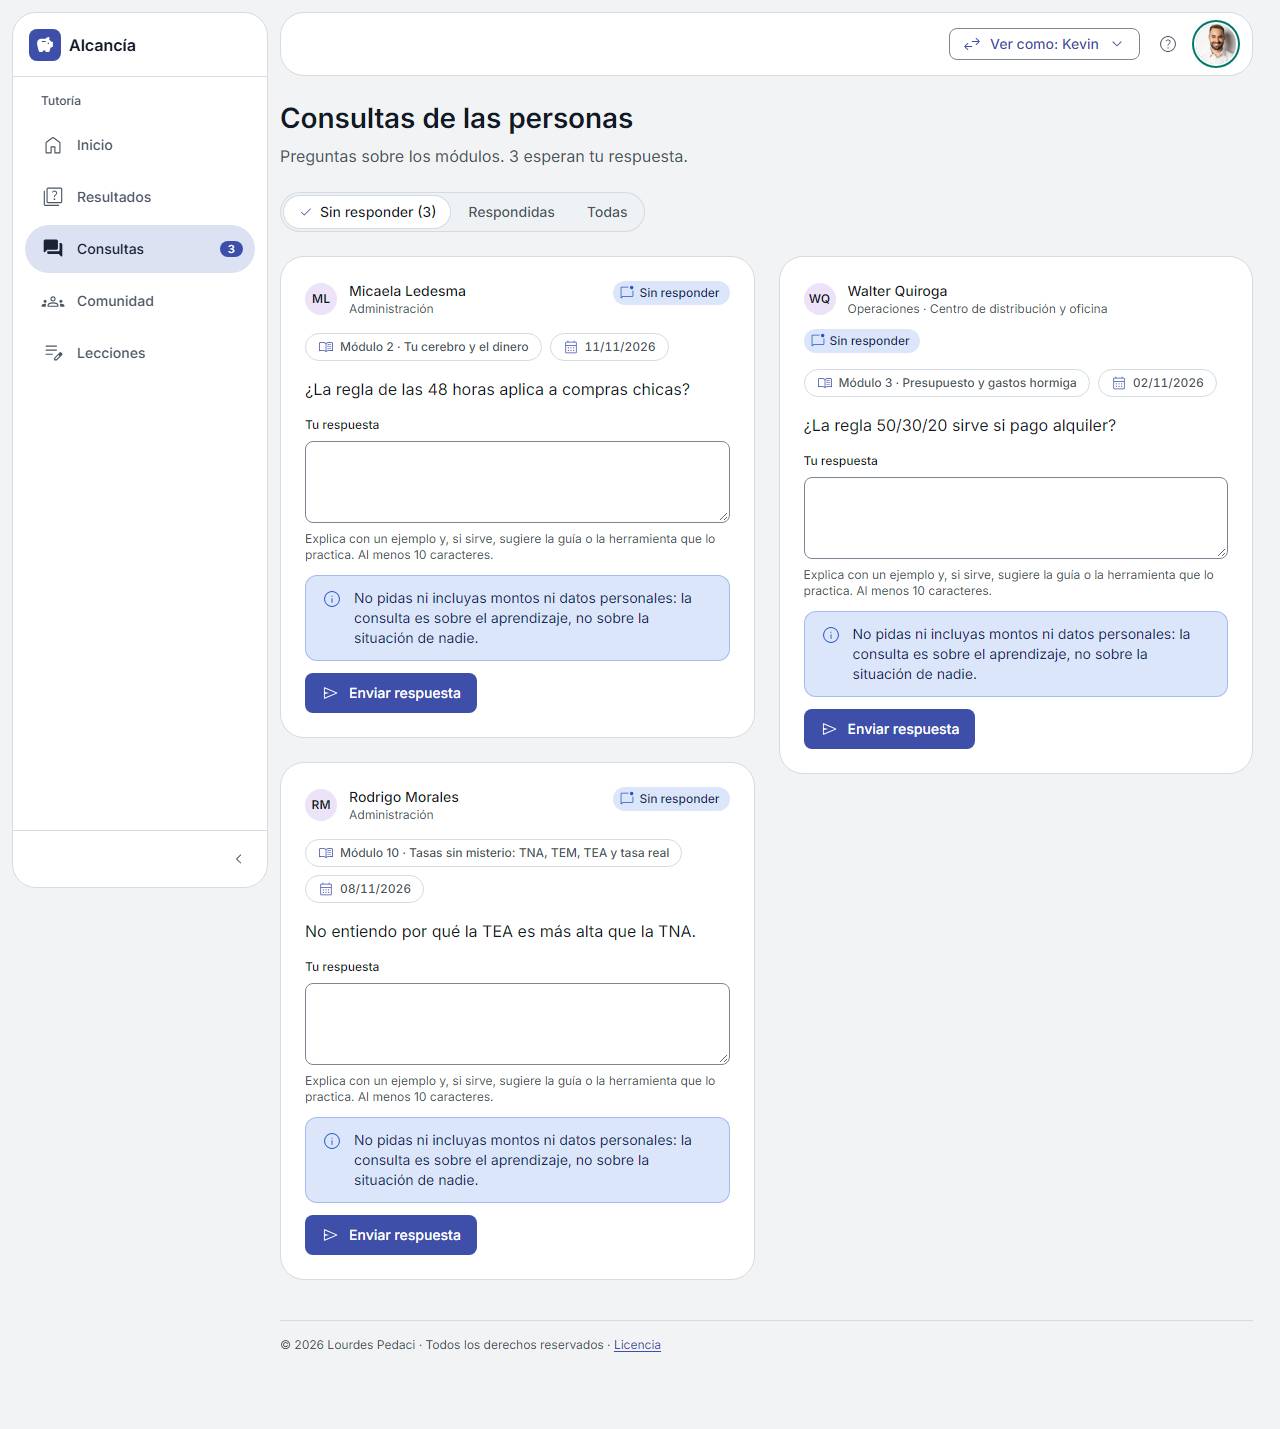 Alcancía
Tutoría
Inicio
Resultados
Consultas
3
Comunidad
Lecciones
Ver como: Kevin
Consultas de las personas
Preguntas sobre los módulos. 3 esperan tu respuesta.
Sin responder (3)
Respondidas
Todas
ML
Micaela Ledesma
Administración
Sin responder
Módulo 2 · Tu cerebro y el dinero
11/11/2026
¿La regla de las 48 horas aplica a compras chicas?
Tu respuesta
Explica con un ejemplo y, si sirve, sugiere la guía o la herramienta que lo
practica. Al menos 10 caracteres.
No pidas ni incluyas montos ni datos personales: la
consulta es sobre el aprendizaje, no sobre la
situación de nadie.
Enviar respuesta
WQ
Walter Quiroga
Operaciones · Centro de distribución y oficina
Sin responder
Módulo 3 · Presupuesto y gastos hormiga
02/11/2026
¿La regla 50/30/20 sirve si pago alquiler?
Tu respuesta
Explica con un ejemplo y, si sirve, sugiere la guía o la herramienta que lo
practica. Al menos 10 caracteres.
No pidas ni incluyas montos ni datos personales: la
consulta es sobre el aprendizaje, no sobre la
situación de nadie.
Enviar respuesta
RM
Rodrigo Morales
Administración
Sin responder
Módulo 10 · Tasas sin misterio: TNA, TEM, TEA y tasa real
08/11/2026
No entiendo por qué la TEA es más alta que la TNA.
Tu respuesta
Explica con un ejemplo y, si sirve, sugiere la guía o la herramienta que lo
practica. Al menos 10 caracteres.
No pidas ni incluyas montos ni datos personales: la
consulta es sobre el aprendizaje, no sobre la
situación de nadie.
Enviar respuesta
© 2026 Lourdes Pedaci · Todos los derechos reservados · Licencia